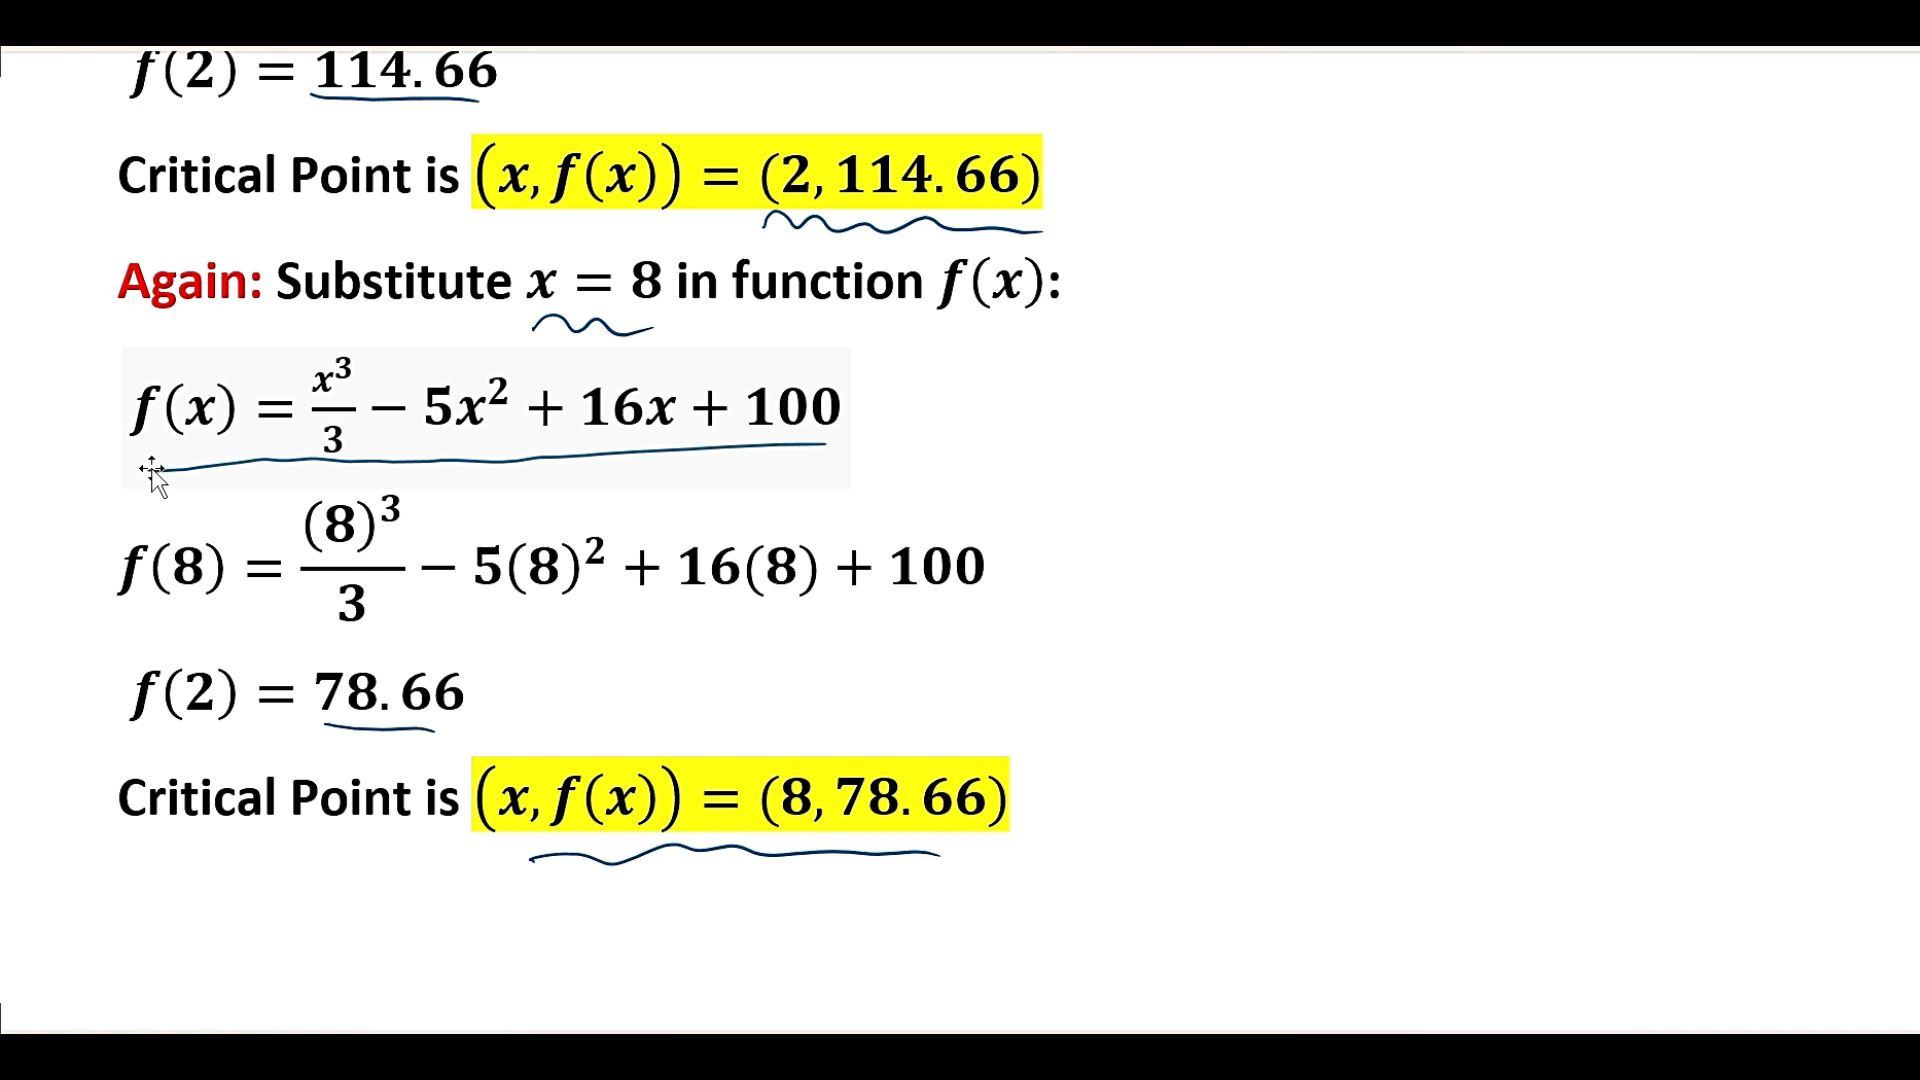 f(2) = 114.66
Critical Point is (x, f(x)) = (2, 114.66)
Again: Substitute x = 8 in function f(x):
f(x) = x³/3 − 5x² + 16x + 100
f(8) = (8)³/3 − 5(8)² + 16(8) + 100
f(2) = 78.66
Critical Point is (x, f(x)) = (8, 78.66)